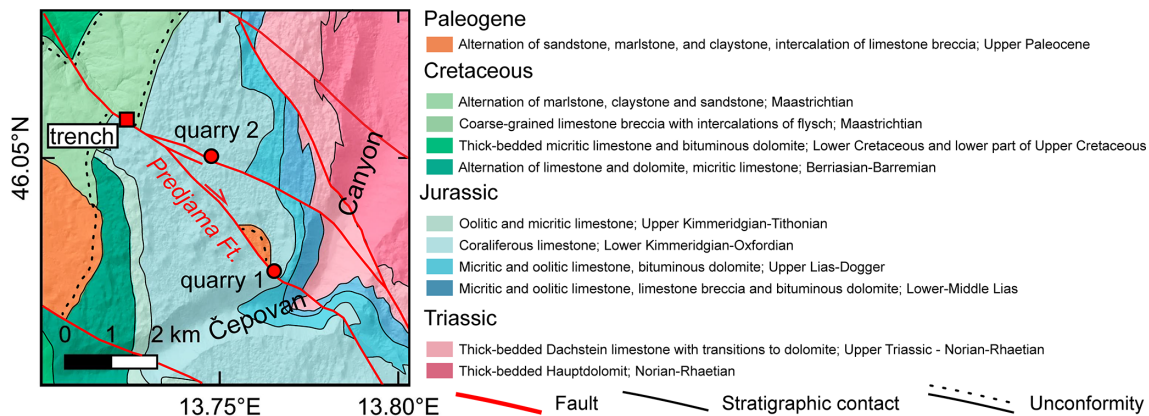 46.05°N
trench
quarry 2
Predjama Ft.
Canyon
quarry 1
Čepovan
0 1 2 km
13.75°E 13.80°E
Paleogene
Alternation of sandstone, marlstone, and claystone, intercalation of limestone breccia; Upper Paleocene
Cretaceous
Alternation of marlstone, claystone and sandstone; Maastrichtian
Coarse-grained limestone breccia with intercalations of flysch; Maastrichtian
Thick-bedded micritic limestone and bituminous dolomite; Lower Cretaceous and lower part of Upper Cretaceous
Alternation of limestone and dolomite, micritic limestone; Berriasian-Barremian
Jurassic
Oolitic and micritic limestone; Upper Kimmeridgian-Tithonian
Coraliferous limestone; Lower Kimmeridgian-Oxfordian
Micritic and oolitic limestone, bituminous dolomite; Upper Lias-Dogger
Micritic and oolitic limestone, limestone breccia and bituminous dolomite; Lower-Middle Lias
Triassic
Thick-bedded Dachstein limestone with transitions to dolomite; Upper Triassic - Norian-Rhaetian
Thick-bedded Hauptdolomit; Norian-Rhaetian
Fault
Stratigraphic contact
Unconformity